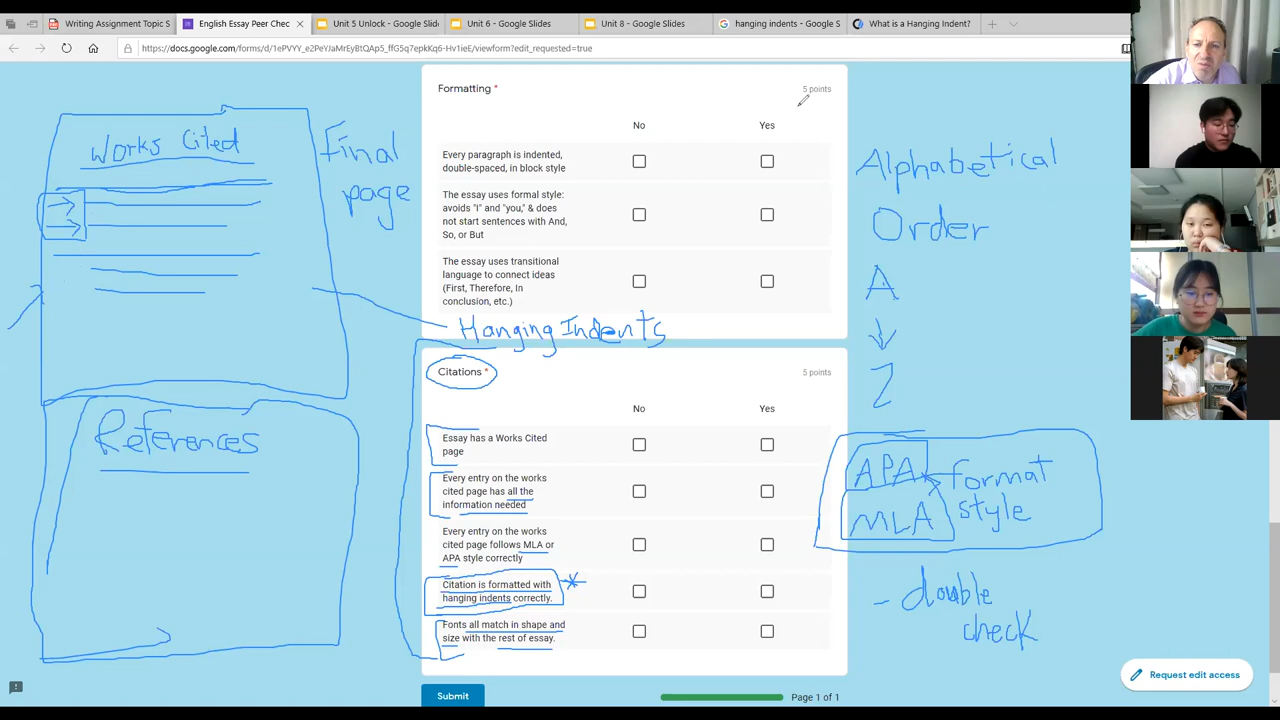 Writing Assignment Topic S
English Essay Peer Chec
Unit 5 Unlock - Google Slide
Unit 6 - Google Slides
Unit 8 - Google Slides
hanging indents - Google S
What is a Hanging Indent?
https://docs.google.com/forms/d/1ePVYY_e2PeYJaMrEyBtQAp5_ffG5q7epkKq6-Hv1ieE/viewform?edit_requested=true
Works Cited
Final
page
References
Formatting *
5 points
No Yes
Every paragraph is indented,
double-spaced, in block style
The essay uses formal style:
avoids "I" and "you," & does
not start sentences with And,
So, or But
The essay uses transitional
language to connect ideas
(First, Therefore, In
conclusion, etc.)
Hanging Indents
Citations *
5 points
No Yes
Essay has a Works Cited
page
Every entry on the works
cited page has all the
information needed
Every entry on the works
cited page follows MLA or
APA style correctly
Citation is formatted with
hanging indents correctly.
*
Fonts all match in shape and
size with the rest of essay.
Submit
Page 1 of 1
Alphabetical
Order
A
↓
Z
APA format
MLA style
- double
check
Request edit access